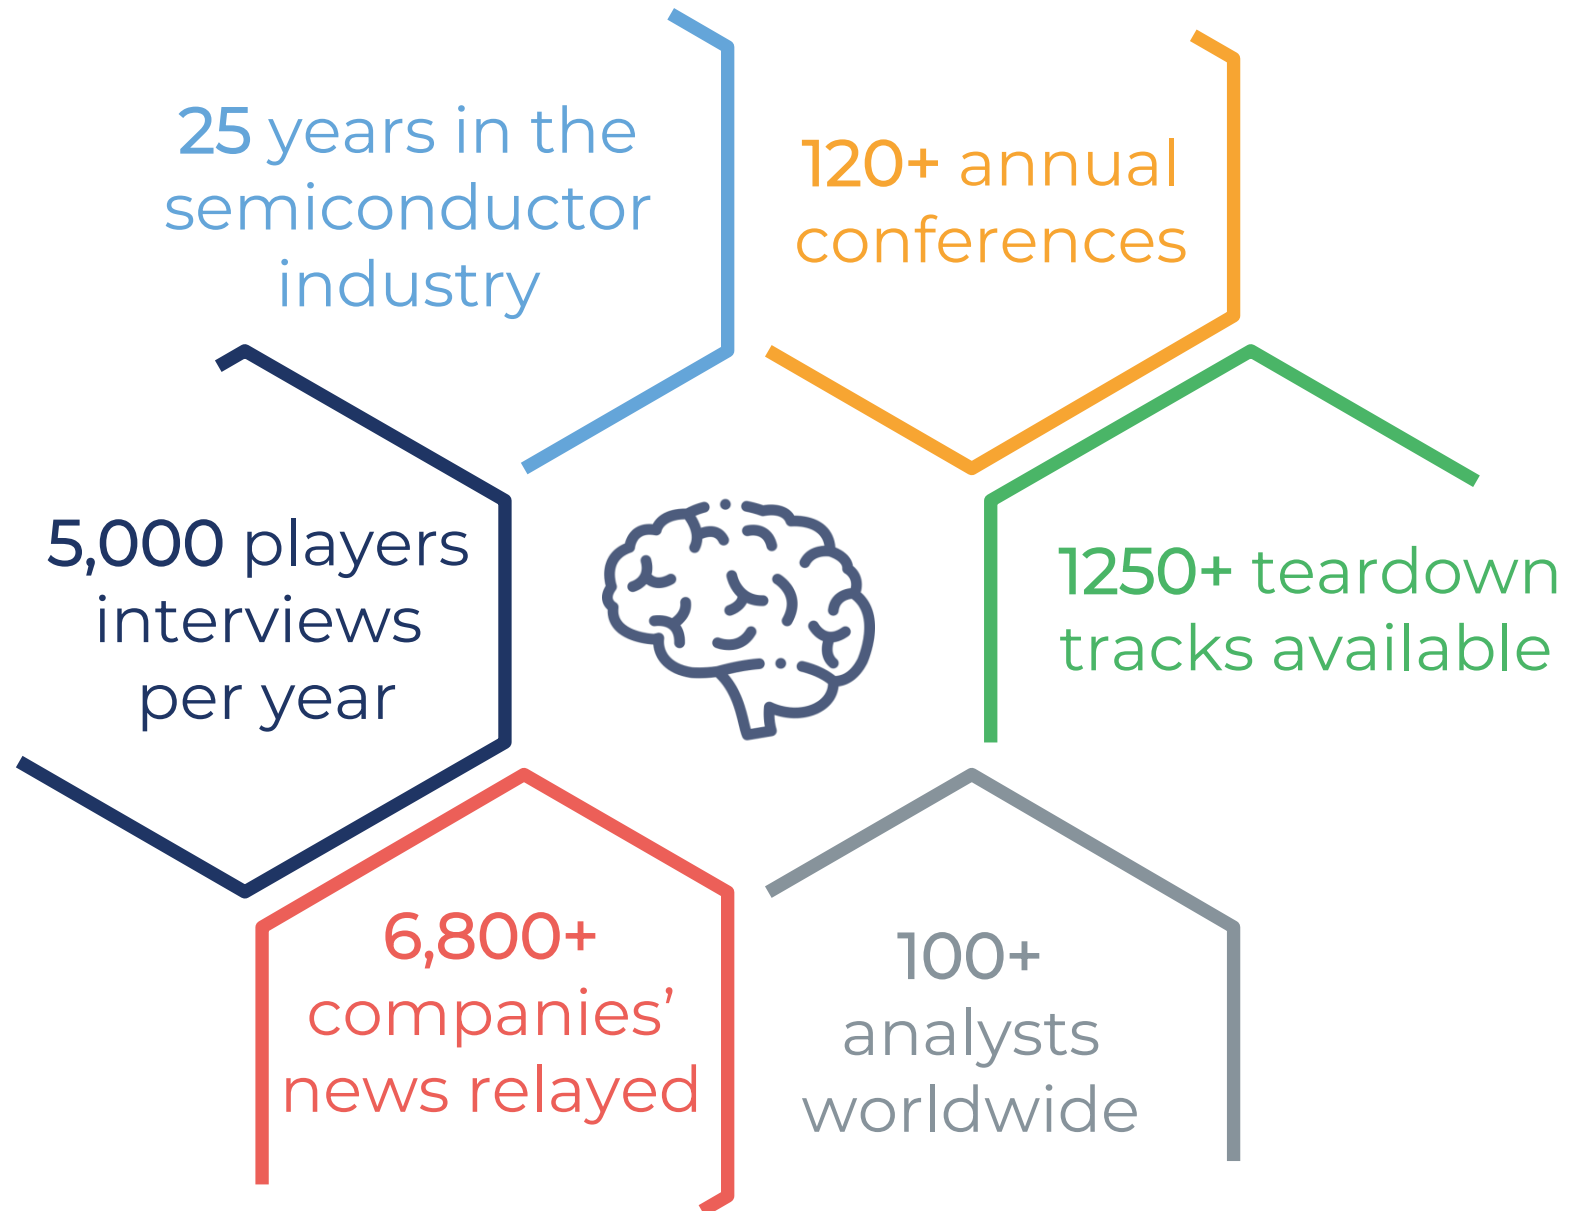 25 years in the
semiconductor
industry
120+ annual
conferences
5,000 players
interviews
per year
1250+ teardown
tracks available
6,800+
companies’
news relayed
100+
analysts
worldwide